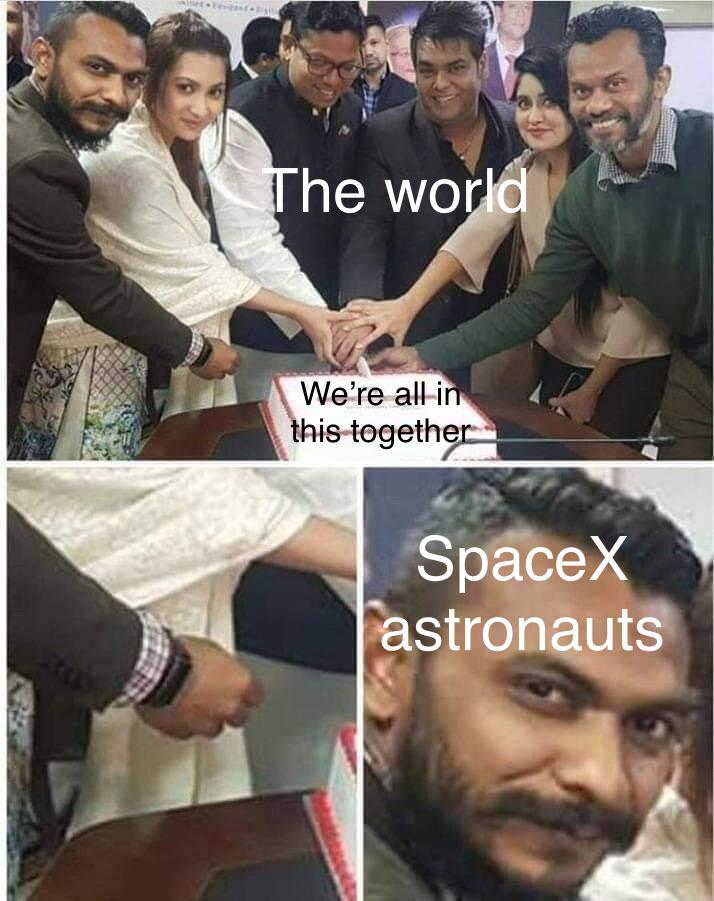 The world
We're all in
this together
SpaceX
astronauts